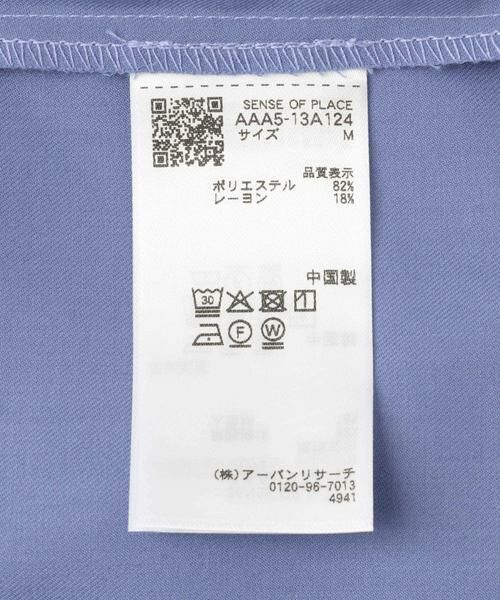 SENSE OF PLACE
AAA5-13A124
サイズ M
品質表示
ポリエステル 82%
レーヨン 18%
中国製
30
F W
(株)アーバンリサーチ
0120-96-7013
4941